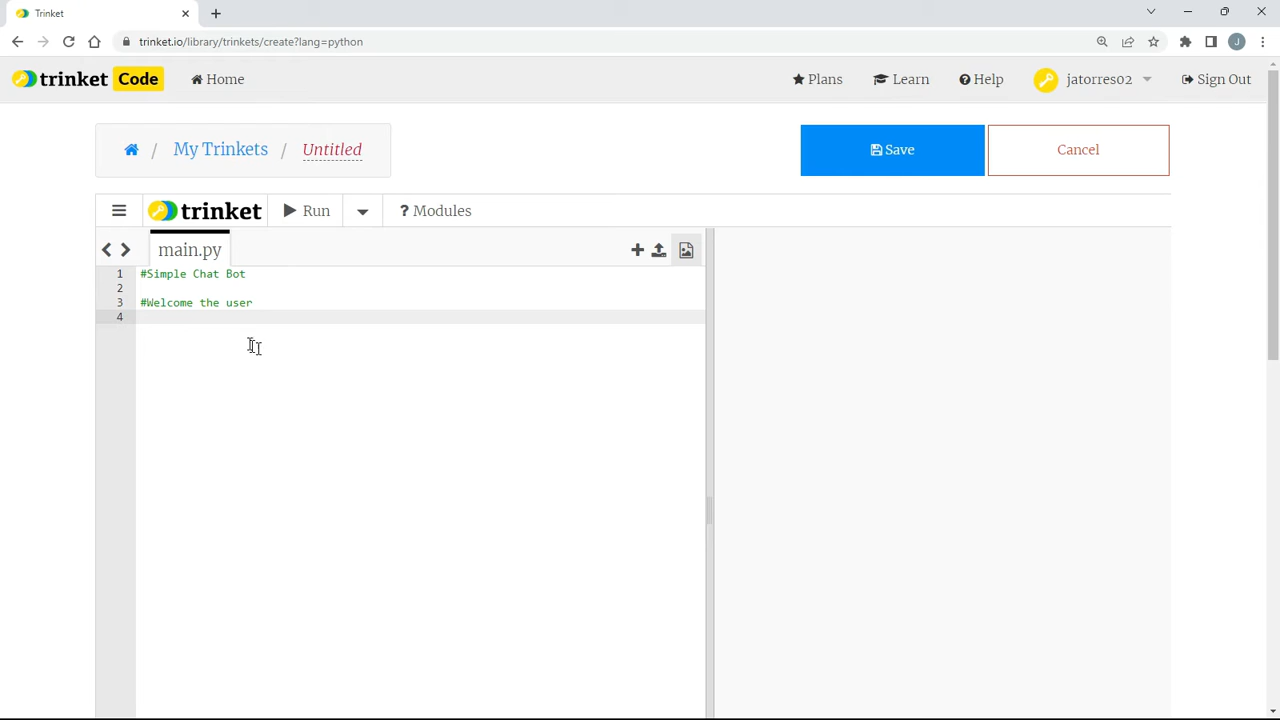 Trinket
trinket.io/library/trinkets/create?lang=python
J
trinket Code
Home
Plans
Learn
Help
jatorres02
Sign Out
/ My Trinkets / Untitled
Save
Cancel
trinket
Run
? Modules
main.py
1 #Simple Chat Bot
2
3 #Welcome the user
4